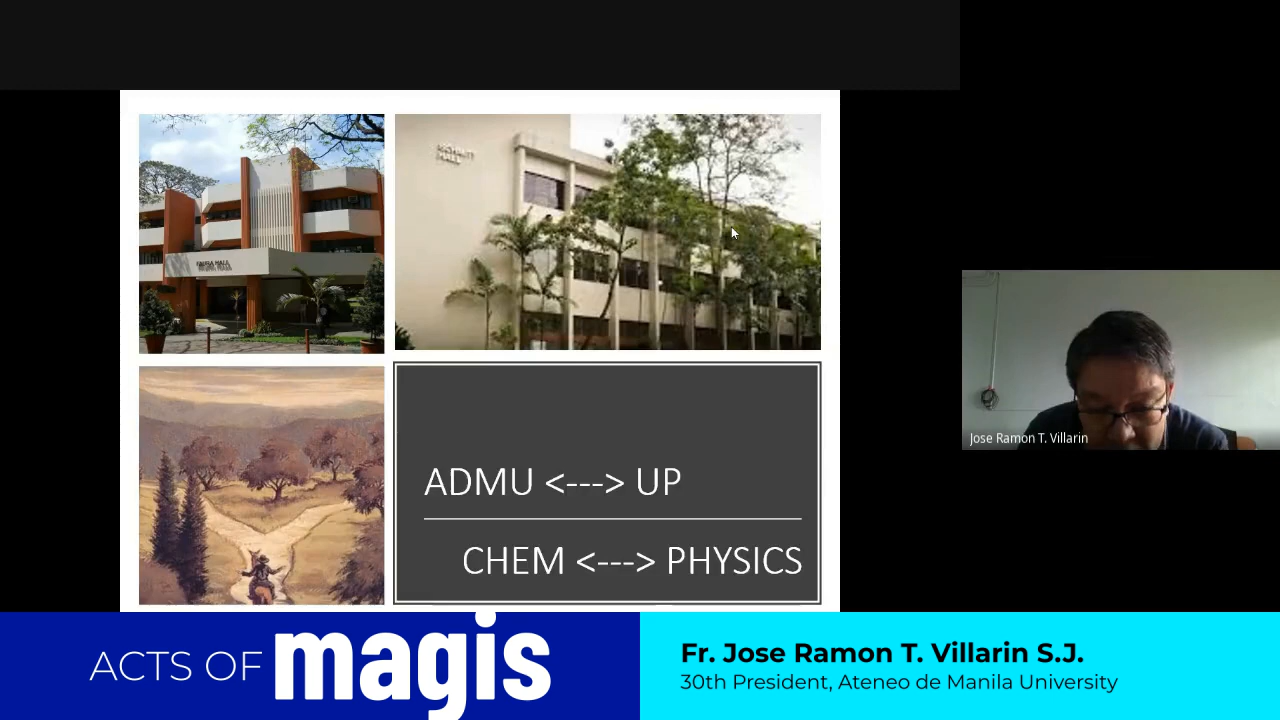 ADMU <---> UP
CHEM <---> PHYSICS
Jose Ramon T. Villarin
ACTS OF magis
Fr. Jose Ramon T. Villarin S.J.
30th President, Ateneo de Manila University